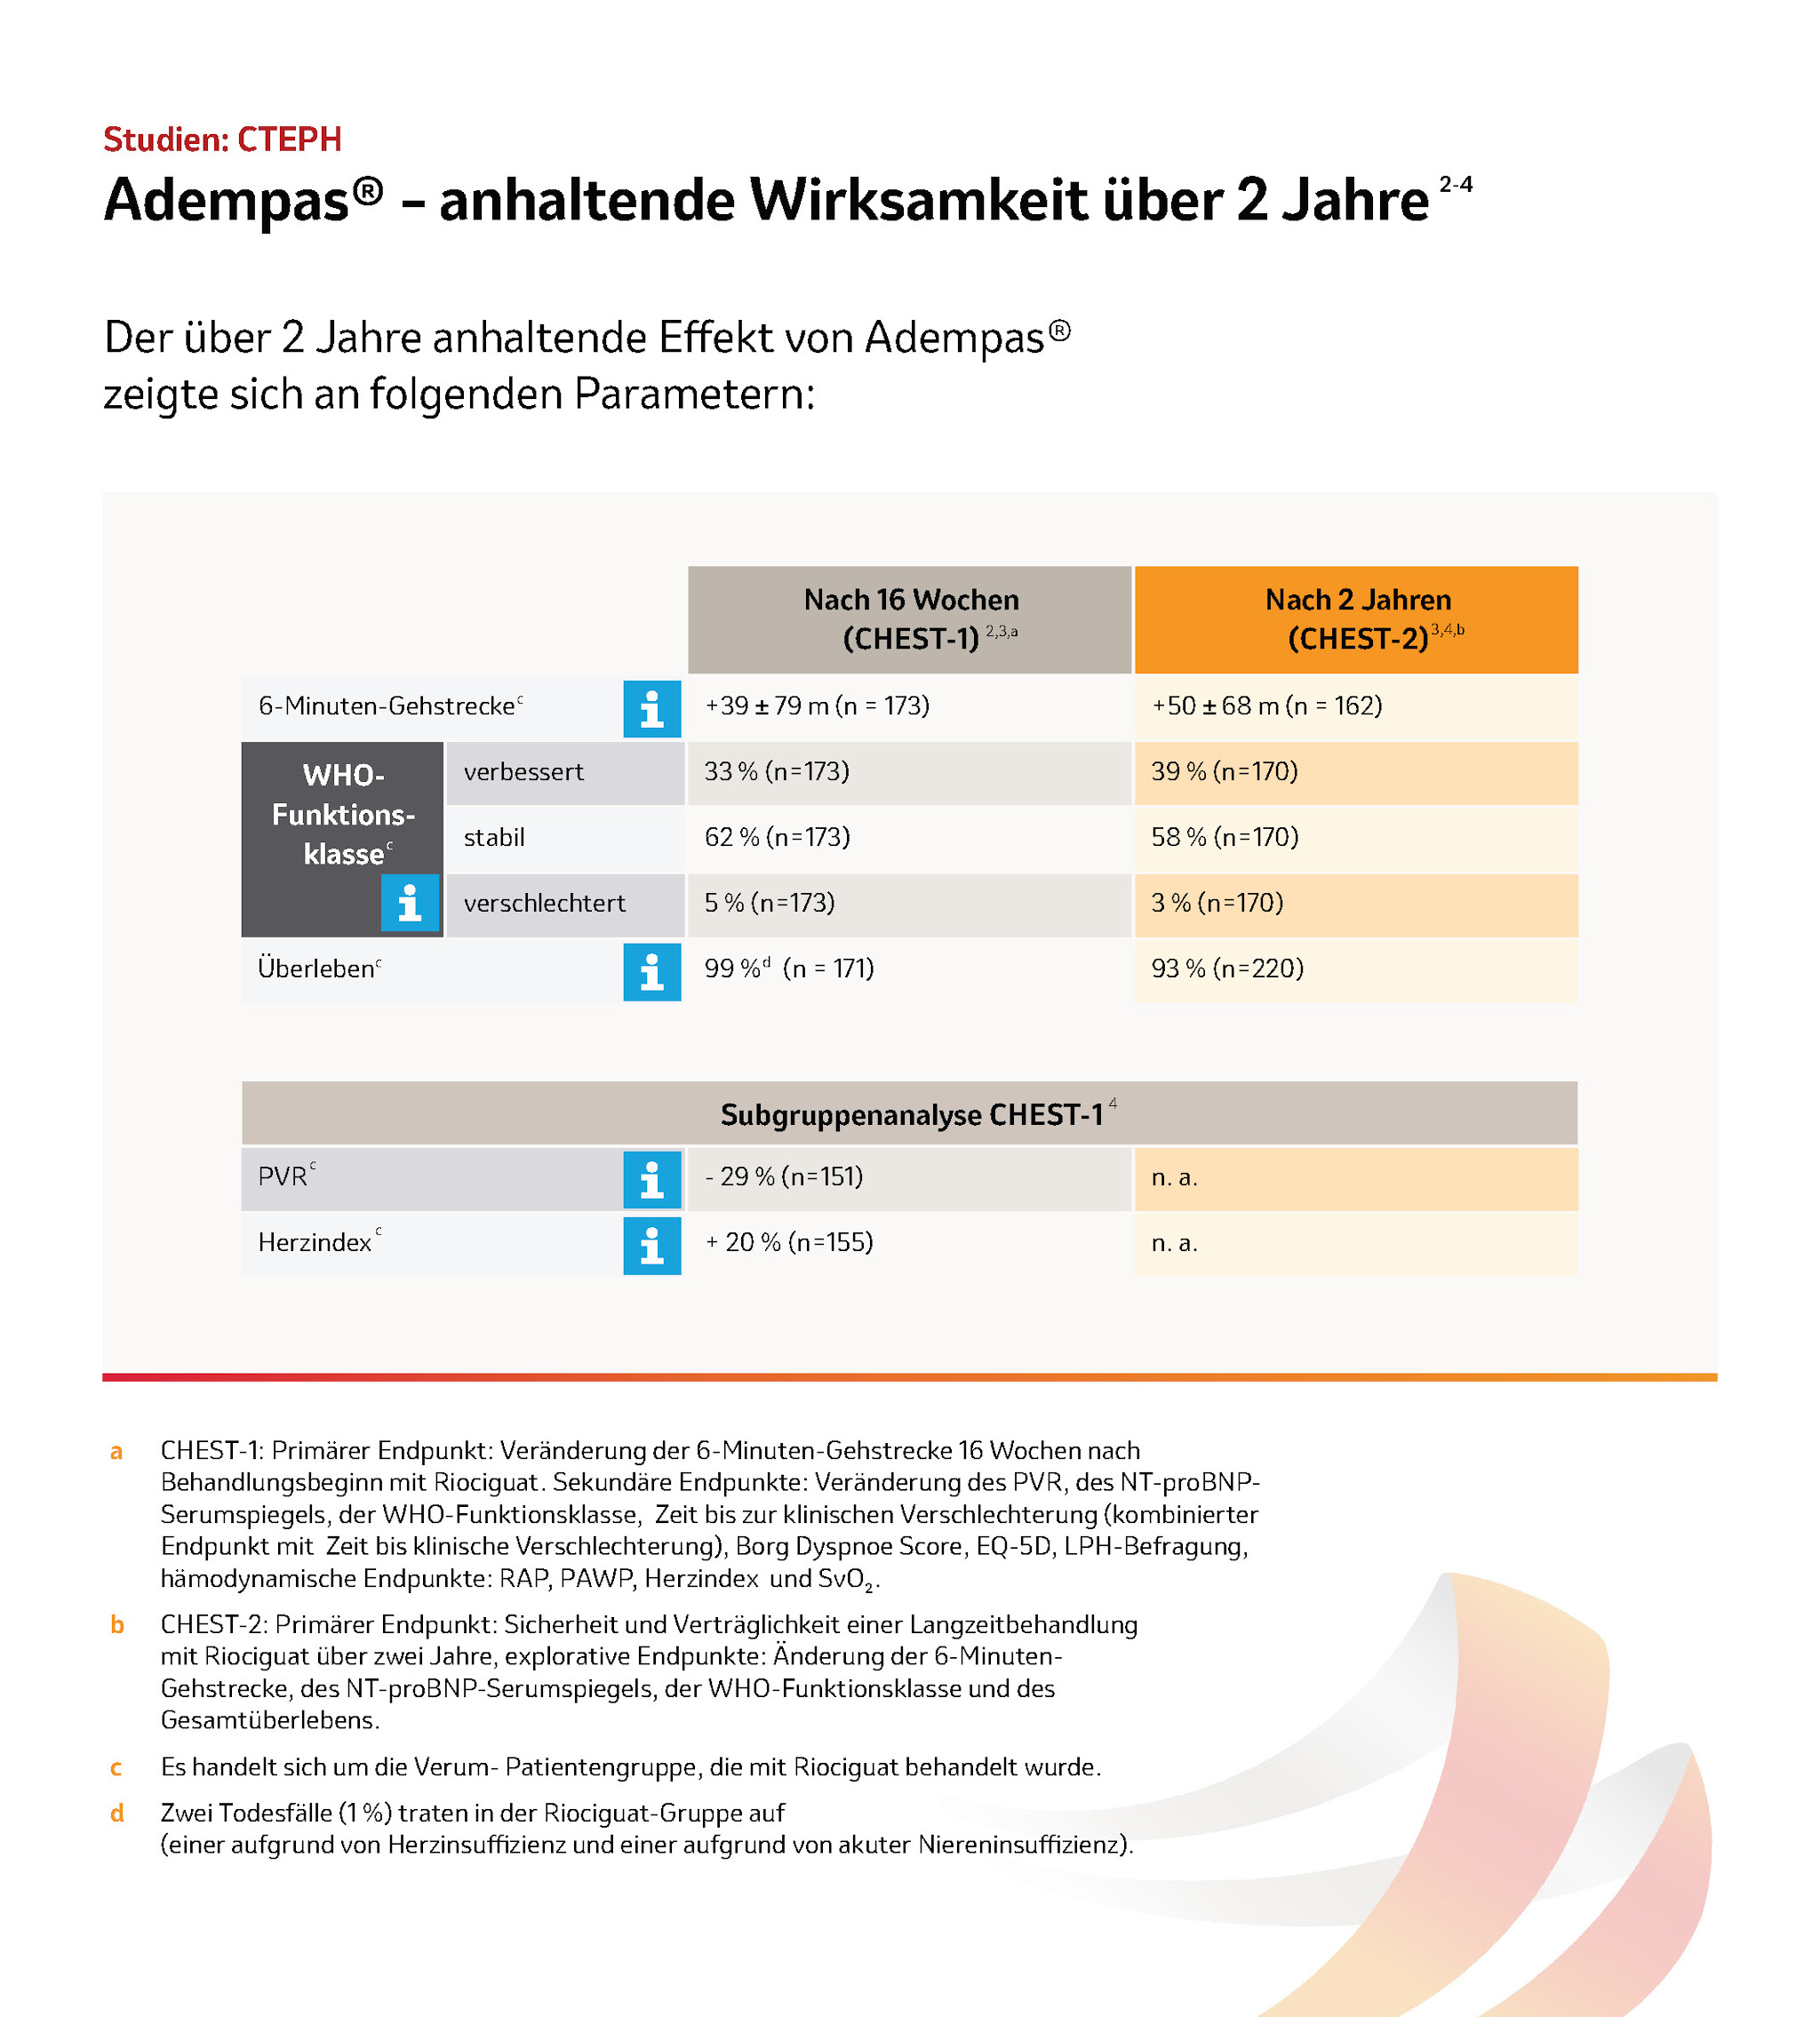 Studien: CTEPH
Adempas® – anhaltende Wirksamkeit über 2 Jahre 2-4
Der über 2 Jahre anhaltende Effekt von Adempas®
zeigte sich an folgenden Parametern:
Nach 16 Wochen
(CHEST-1) 2,3,a
Nach 2 Jahren
(CHEST-2) 3,4,b
6-Minuten-Gehstrecke c
+39 ± 79 m (n = 173)
+50 ± 68 m (n = 162)
WHO-
Funktions-
klasse c
verbessert
33 % (n=173)
39 % (n=170)
stabil
62 % (n=173)
58 % (n=170)
verschlechtert
5 % (n=173)
3 % (n=170)
Überleben c
99 % d (n = 171)
93 % (n=220)
Subgruppenanalyse CHEST-1 4
PVR c
- 29 % (n=151)
n. a.
Herzindex c
+ 20 % (n=155)
n. a.
a CHEST-1: Primärer Endpunkt: Veränderung der 6-Minuten-Gehstrecke 16 Wochen nach
Behandlungsbeginn mit Riociguat. Sekundäre Endpunkte: Veränderung des PVR, des NT-proBNP-
Serumspiegels, der WHO-Funktionsklasse, Zeit bis zur klinischen Verschlechterung (kombinierter
Endpunkt mit Zeit bis klinische Verschlechterung), Borg Dyspnoe Score, EQ-5D, LPH-Befragung,
hämodynamische Endpunkte: RAP, PAWP, Herzindex und SvO₂.
b CHEST-2: Primärer Endpunkt: Sicherheit und Verträglichkeit einer Langzeitbehandlung
mit Riociguat über zwei Jahre, explorative Endpunkte: Änderung der 6-Minuten-
Gehstrecke, des NT-proBNP-Serumspiegels, der WHO-Funktionsklasse und des
Gesamtüberlebens.
c Es handelt sich um die Verum- Patientengruppe, die mit Riociguat behandelt wurde.
d Zwei Todesfälle (1 %) traten in der Riociguat-Gruppe auf
(einer aufgrund von Herzinsuffizienz und einer aufgrund von akuter Niereninsuffizienz).